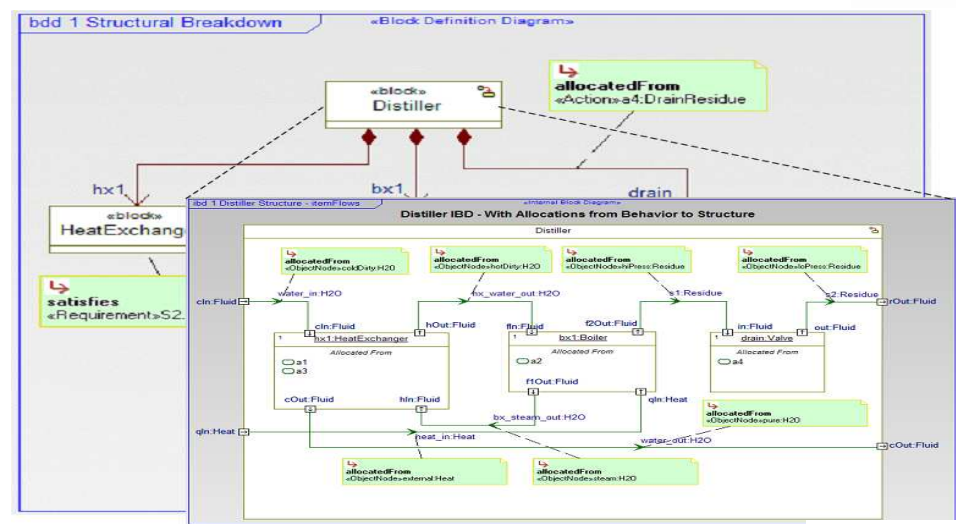 bdd 1 Structural Breakdown
«Block Definition Diagram»
«block»
Distiller
allocatedFrom
«Action»a4:DrainResidue
hx1
bx1
drain
«block»
HeatExchang
satisfies
«Requirement»S2.
ibd 1 Distiller Structure - itemFlows
«Internal Block Diagram»
Distiller IBD - With Allocations from Behavior to Structure
Distiller
allocatedFrom
«ObjectNode»coldDirty:H2O
allocatedFrom
«ObjectNode»hotDirty:H2O
allocatedFrom
«ObjectNode»hiPress:Residue
allocatedFrom
«ObjectNode»loPress:Residue
cIn:Fluid
water_in:H2O
hx_water_out:H2O
s1:Residue
s2:Residue
rOut:Fluid
cIn:Fluid
hOut:Fluid
fIn:Fluid
f2Out:Fluid
in:Fluid
out:Fluid
1
hx1:HeatExchanger
Allocated From
a1
a3
1
bx1:Boiler
Allocated From
a2
1
drain:Valve
Allocated From
a4
cOut:Fluid
hIn:Fluid
f1Out:Fluid
qIn:Heat
bx_steam_out:H2O
allocatedFrom
«ObjectNode»pure:H2O
qIn:Heat
heat_in:Heat
water_out:H2O
cOut:Fluid
allocatedFrom
«ObjectNode»external:Heat
allocatedFrom
«ObjectNode»steam:H2O